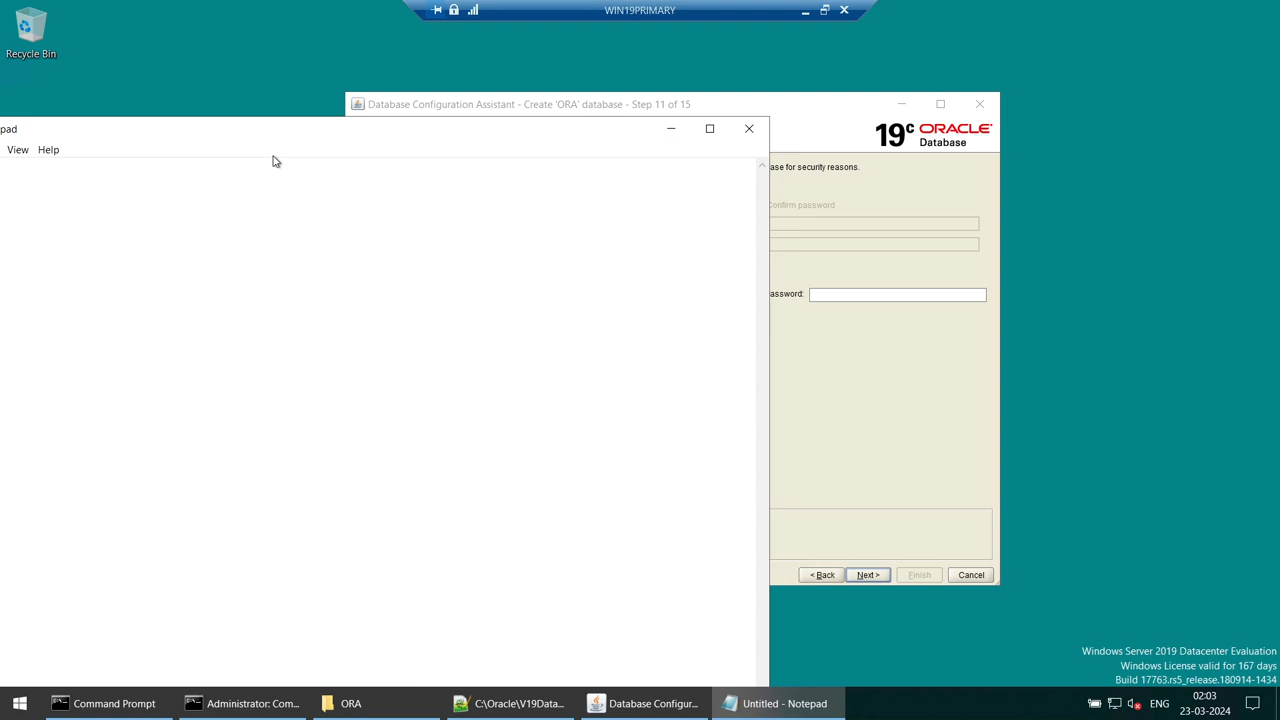 WIN19PRIMARY
Recycle Bin
Database Configuration Assistant - Create 'ORA' database - Step 11 of 15
pad
View Help
19c ORACLE
Database
ase for security reasons.
Confirm password
assword:
< Back Next > Finish Cancel
Windows Server 2019 Datacenter Evaluation
Windows License valid for 167 days
Build 17763.rs5_release.180914-1434
Command Prompt
Administrator: Com...
ORA
C:\Oracle\V19Data...
Database Configur...
Untitled - Notepad
ENG
02:03
23-03-2024